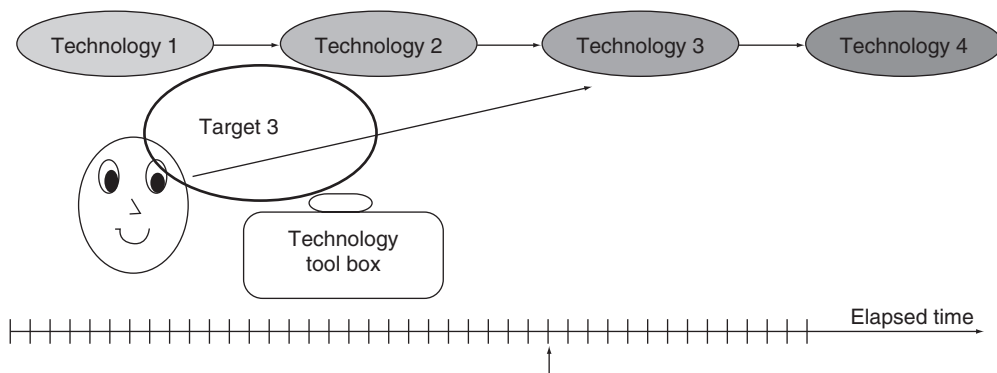 Technology 1
Technology 2
Technology 3
Technology 4
Target 3
Technology
tool box
Elapsed time